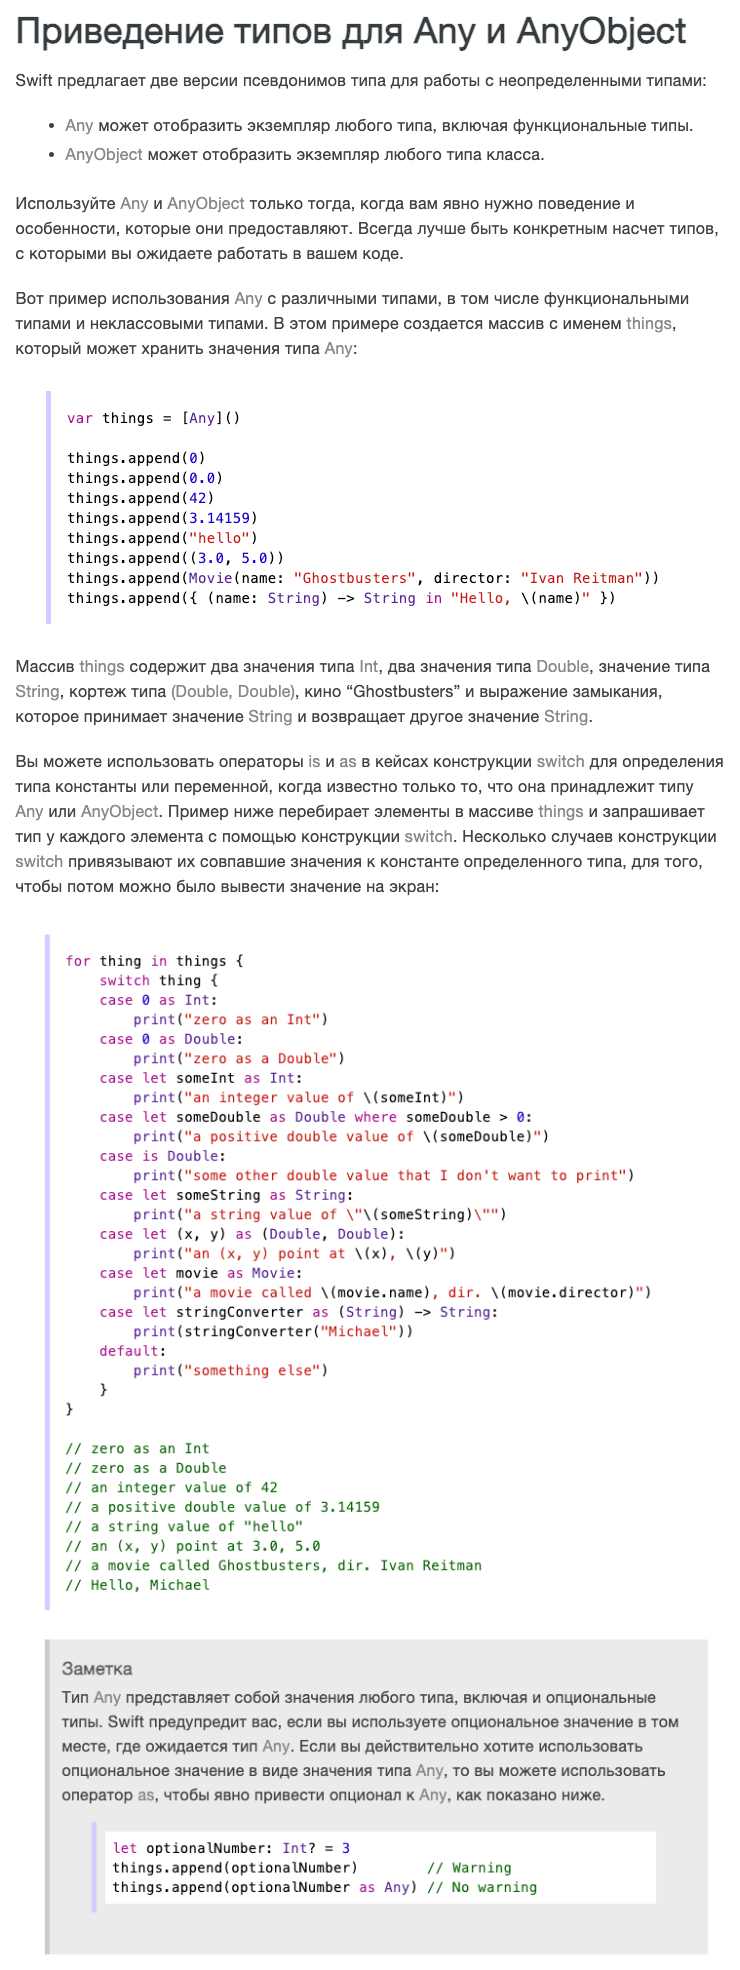 Приведение типов для Any и AnyObject
Swift предлагает две версии псевдонимов типа для работы с неопределенными типами:
• Any может отобразить экземпляр любого типа, включая функциональные типы.
• AnyObject может отобразить экземпляр любого типа класса.
Используйте Any и AnyObject только тогда, когда вам явно нужно поведение и
особенности, которые они предоставляют. Всегда лучше быть конкретным насчет типов,
с которыми вы ожидаете работать в вашем коде.
Вот пример использования Any с различными типами, в том числе функциональными
типами и неклассовыми типами. В этом примере создается массив с именем things,
который может хранить значения типа Any:
var things = [Any]()
things.append(0)
things.append(0.0)
things.append(42)
things.append(3.14159)
things.append("hello")
things.append((3.0, 5.0))
things.append(Movie(name: "Ghostbusters", director: "Ivan Reitman"))
things.append({ (name: String) -> String in "Hello, \(name)" })
Массив things содержит два значения типа Int, два значения типа Double, значение типа
String, кортеж типа (Double, Double), кино “Ghostbusters” и выражение замыкания,
которое принимает значение String и возвращает другое значение String.
Вы можете использовать операторы is и as в кейсах конструкции switch для определения
типа константы или переменной, когда известно только то, что она принадлежит типу
Any или AnyObject. Пример ниже перебирает элементы в массиве things и запрашивает
тип у каждого элемента с помощью конструкции switch. Несколько случаев конструкции
switch привязывают их совпавшие значения к константе определенного типа, для того,
чтобы потом можно было вывести значение на экран:
for thing in things {
    switch thing {
    case 0 as Int:
        print("zero as an Int")
    case 0 as Double:
        print("zero as a Double")
    case let someInt as Int:
        print("an integer value of \(someInt)")
    case let someDouble as Double where someDouble > 0:
        print("a positive double value of \(someDouble)")
    case is Double:
        print("some other double value that I don't want to print")
    case let someString as String:
        print("a string value of \"\(someString)\"")
    case let (x, y) as (Double, Double):
        print("an (x, y) point at \(x), \(y)")
    case let movie as Movie:
        print("a movie called \(movie.name), dir. \(movie.director)")
    case let stringConverter as (String) -> String:
        print(stringConverter("Michael"))
    default:
        print("something else")
    }
}
// zero as an Int
// zero as a Double
// an integer value of 42
// a positive double value of 3.14159
// a string value of "hello"
// an (x, y) point at 3.0, 5.0
// a movie called Ghostbusters, dir. Ivan Reitman
// Hello, Michael
Заметка
Тип Any представляет собой значения любого типа, включая и опциональные
типы. Swift предупредит вас, если вы используете опциональное значение в том
месте, где ожидается тип Any. Если вы действительно хотите использовать
опциональное значение в виде значения типа Any, то вы можете использовать
оператор as, чтобы явно привести опционал к Any, как показано ниже.
let optionalNumber: Int? = 3
things.append(optionalNumber)        // Warning
things.append(optionalNumber as Any) // No warning